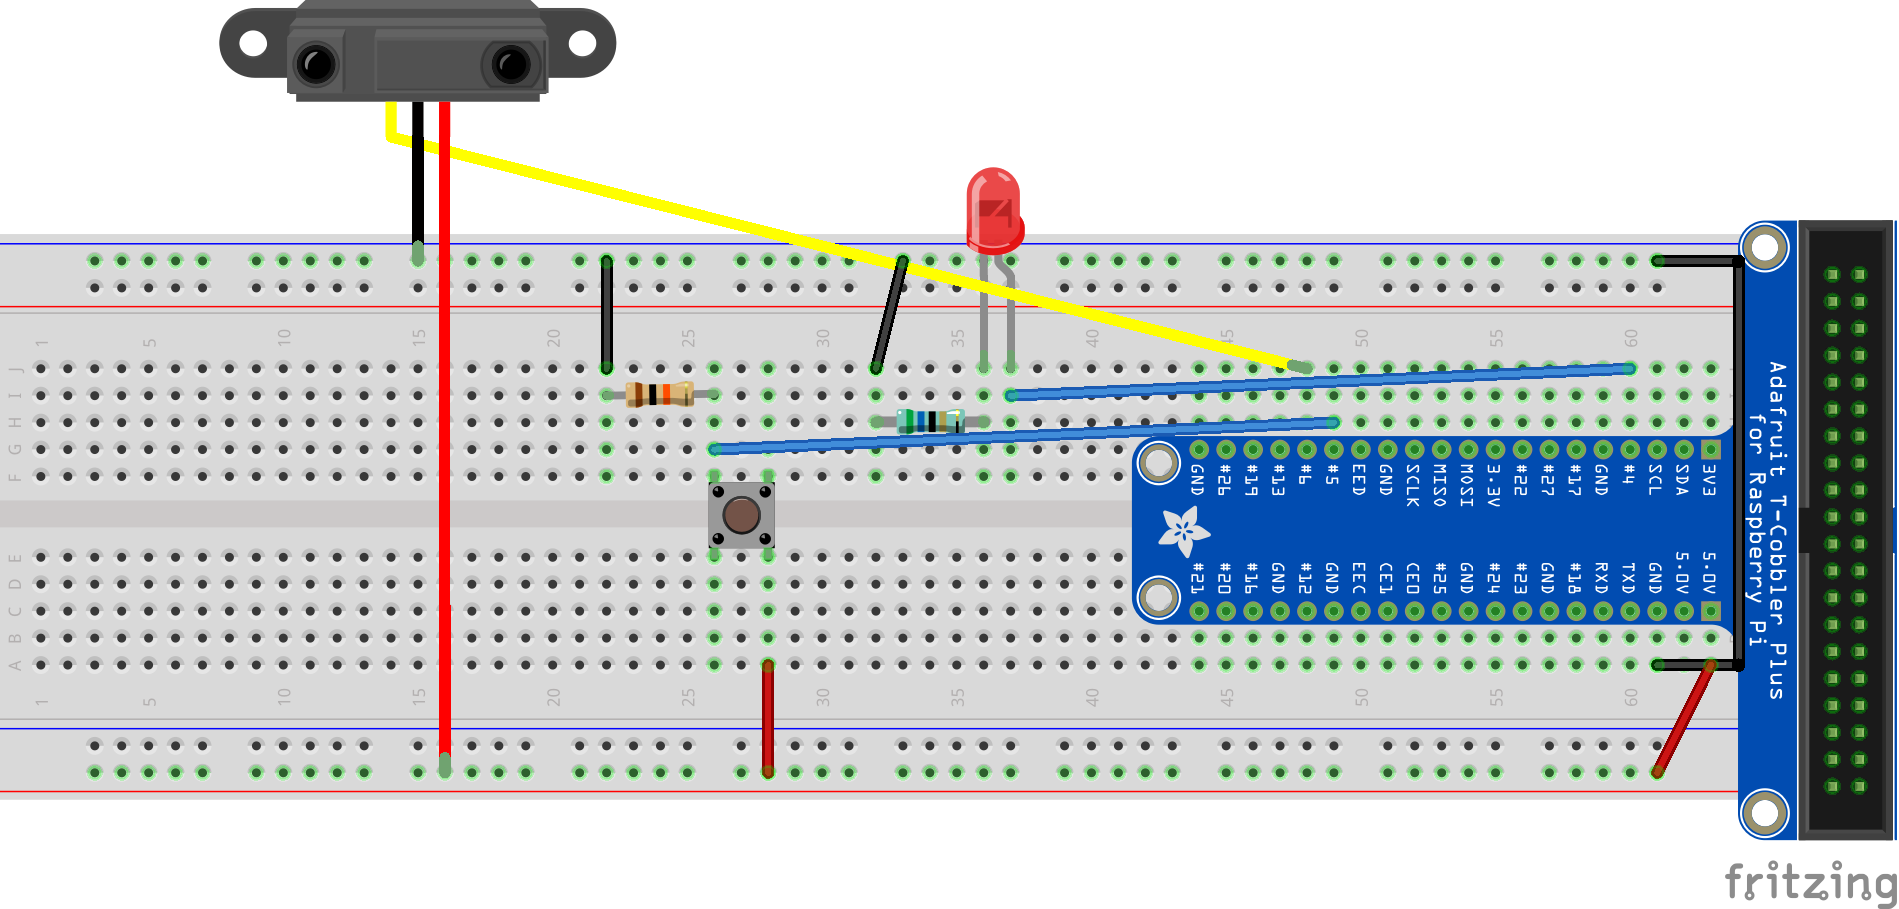 1 5 10 15 20 25 30 35 40 45 50 55 60
J
I
H
G
F
GND #26 #19 #13 #6 #5 EED GND SCLK MISO MOSI 3.3V #22 #27 #17 GND #4 SCL SDA 3V3
Adafruit T-Cobbler Plus
for Raspberry Pi
#21 #20 #16 GND #12 GND EEC CE1 CE0 #25 GND #24 #23 GND #18 RXD TXD GND 5.0V 5.0V
E
D
C
B
A
1 5 10 15 20 25 30 35 40 45 50 55 60
fritzing